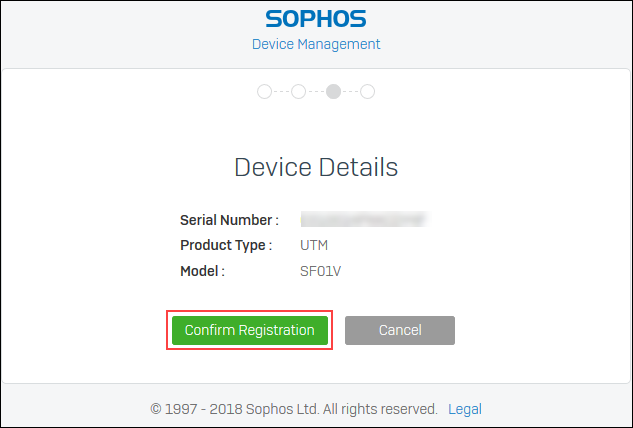 SOPHOS
Device Management
Device Details
Serial Number :
Product Type : UTM
Model : SF01V
Confirm Registration Cancel
© 1997 - 2018 Sophos Ltd. All rights reserved. Legal